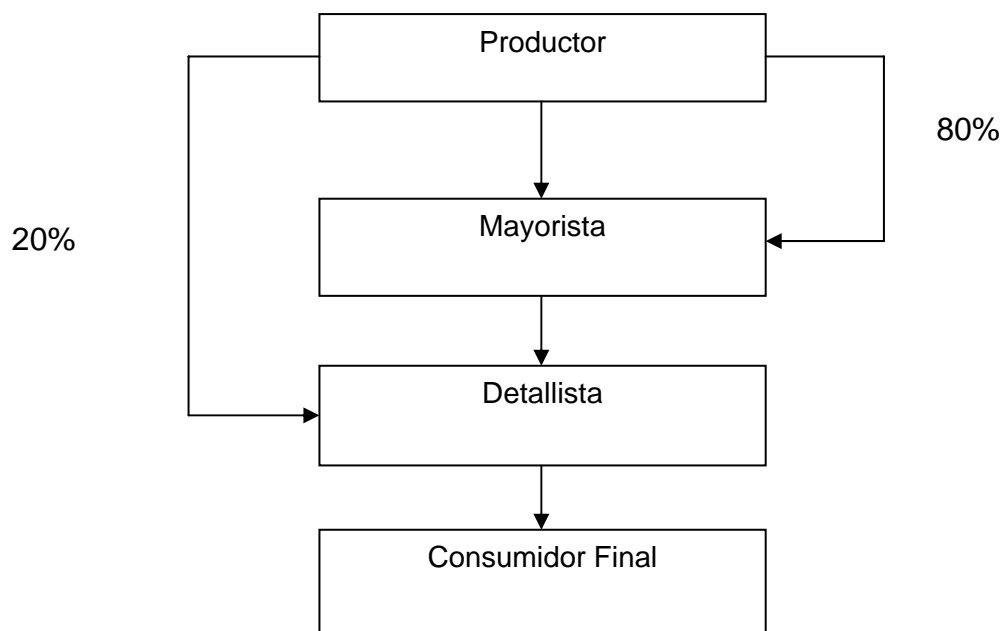 Productor
80%
Mayorista
20%
Detallista
Consumidor Final